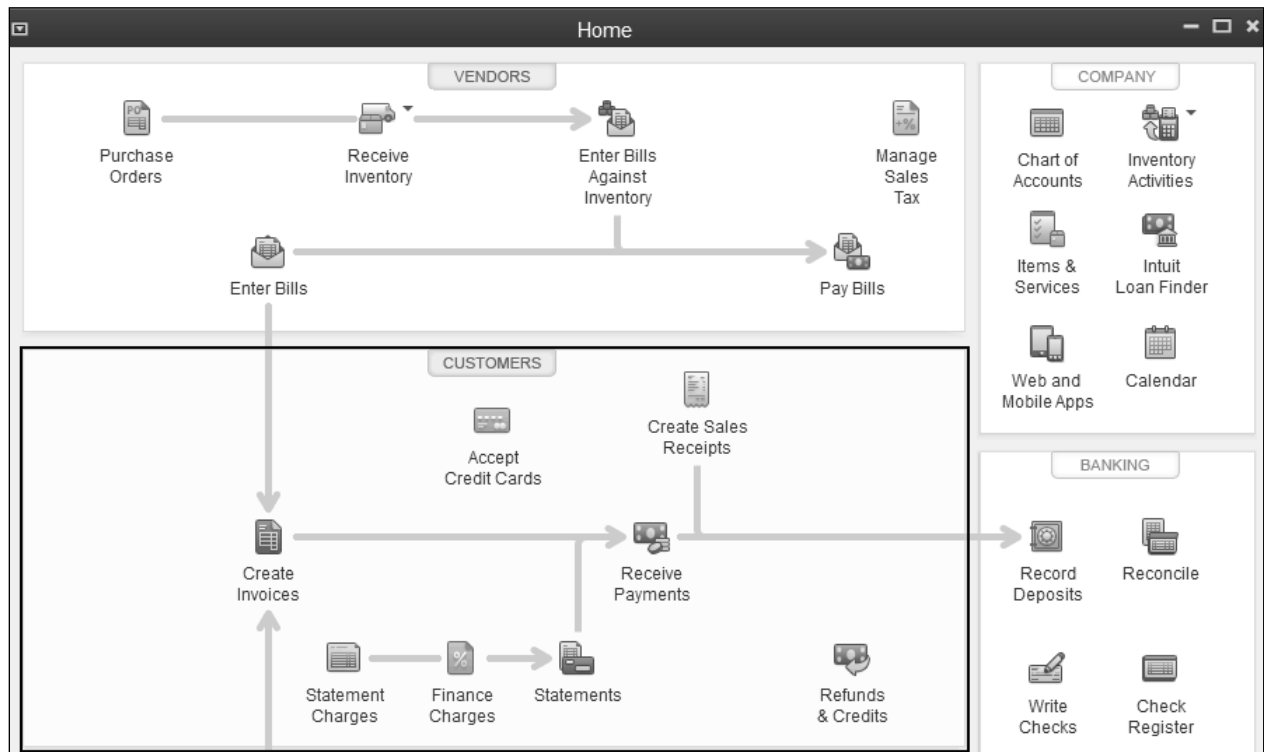 Home
VENDORS
PO
Purchase
Orders
Receive
Inventory
Enter Bills
Against
Inventory
+%
Manage
Sales
Tax
Enter Bills
Pay Bills
CUSTOMERS
Accept
Credit Cards
Create Sales
Receipts
Create
Invoices
Receive
Payments
Statement
Charges
%
Finance
Charges
Statements
Refunds
& Credits
COMPANY
Chart of
Accounts
Inventory
Activities
Items &
Services
Intuit
Loan Finder
Web and
Mobile Apps
Calendar
BANKING
Record
Deposits
Reconcile
Write
Checks
Check
Register